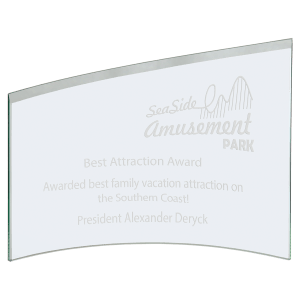 SeaSide
Amusement
PARK
Best Attraction Award
Awarded best family vacation attraction on
the Southern Coast!
President Alexander Deryck